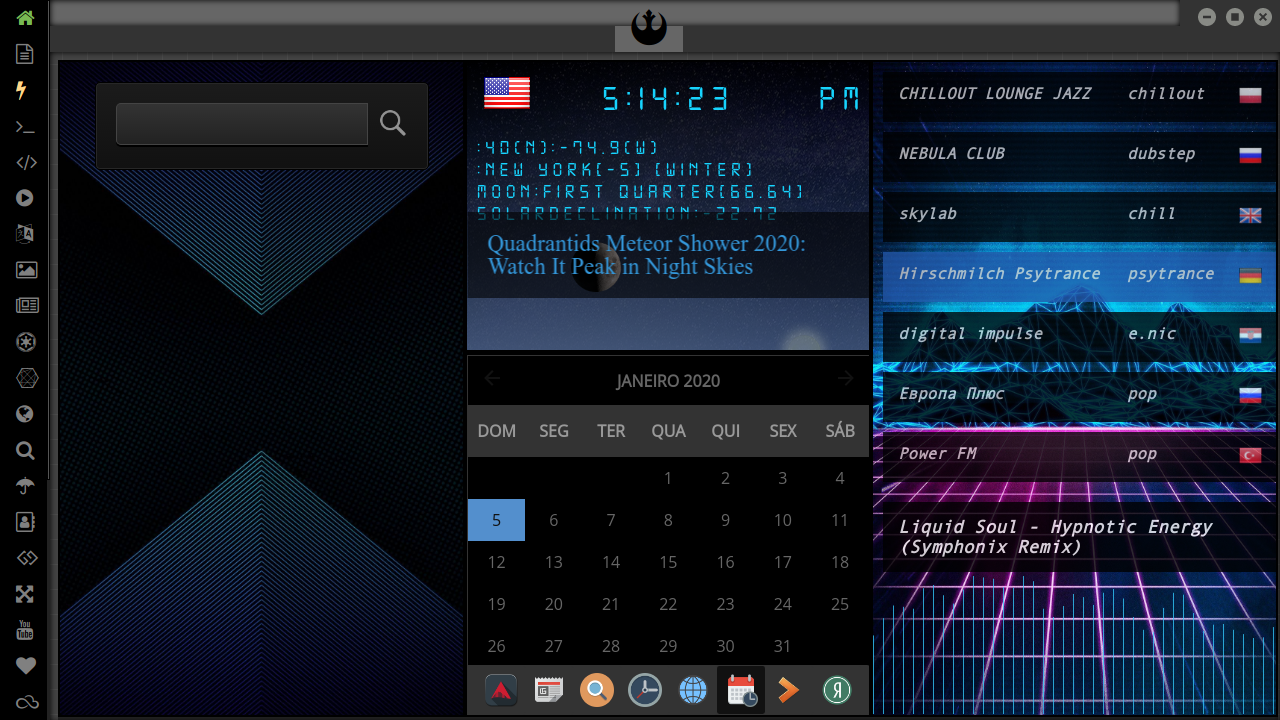 5:14:23 PM
:40(N):-74.9(W)
:NEW YORK[-5] (WINTER)
MOON:FIRST QUARTER(66.64)
SOLARDECLINATION:-22.72
Quadrantids Meteor Shower 2020:
Watch It Peak in Night Skies
JANEIRO 2020
DOM SEG TER QUA QUI SEX SÁB
1 2 3 4
5 6 7 8 9 10 11
12 13 14 15 16 17 18
19 20 21 22 23 24 25
26 27 28 29 30 31
CHILLOUT LOUNGE JAZZ chillout
NEBULA CLUB dubstep
skylab chill
Hirschmilch Psytrance psytrance
digital impulse e.nic
Европа Плюс pop
Power FM pop
Liquid Soul - Hypnotic Energy
(Symphonix Remix)
You
Tube
Я